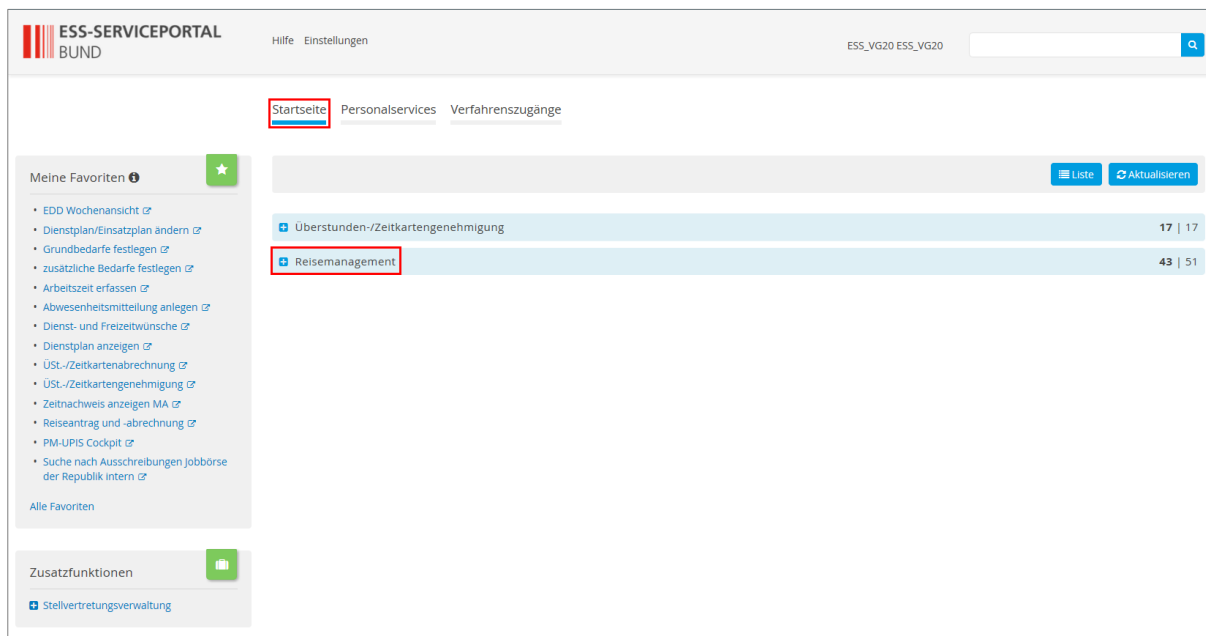 ESS-SERVICEPORTAL
BUND
Hilfe Einstellungen
ESS_VG20 ESS_VG20
Startseite Personalservices Verfahrenszugänge
Meine Favoriten
• EDD Wochenansicht
• Dienstplan/Einsatzplan ändern
• Grundbedarfe festlegen
• zusätzliche Bedarfe festlegen
• Arbeitszeit erfassen
• Abwesenheitsmitteilung anlegen
• Dienst- und Freizeitwünsche
• Dienstplan anzeigen
• ÜSt.-/Zeitkartenabrechnung
• ÜSt.-/Zeitkartengenehmigung
• Zeitnachweis anzeigen MA
• Reiseantrag und -abrechnung
• PM-UPIS Cockpit
• Suche nach Ausschreibungen Jobbörse
der Republik intern
Alle Favoriten
Zusatzfunktionen
Stellvertretungsverwaltung
Liste Aktualisieren
Überstunden-/Zeitkartengenehmigung 17 | 17
Reisemanagement 43 | 51